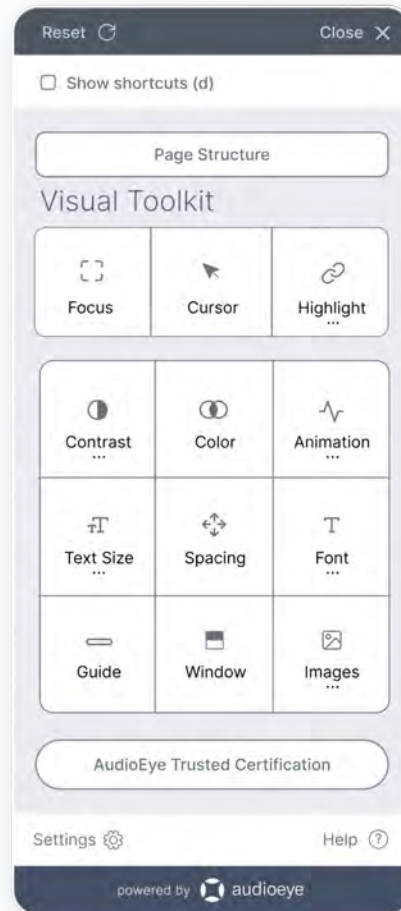 Reset Close
Show shortcuts (d)
Page Structure
Visual Toolkit
Focus Cursor Highlight
Contrast Color Animation
Text Size Spacing Font
Guide Window Images
AudioEye Trusted Certification
Settings Help
powered by audioeye